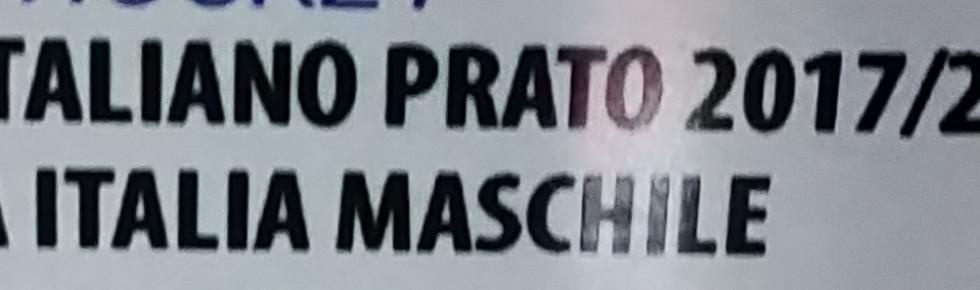 TALIANO PRATO 2017/2
ITALIA MASCHILE